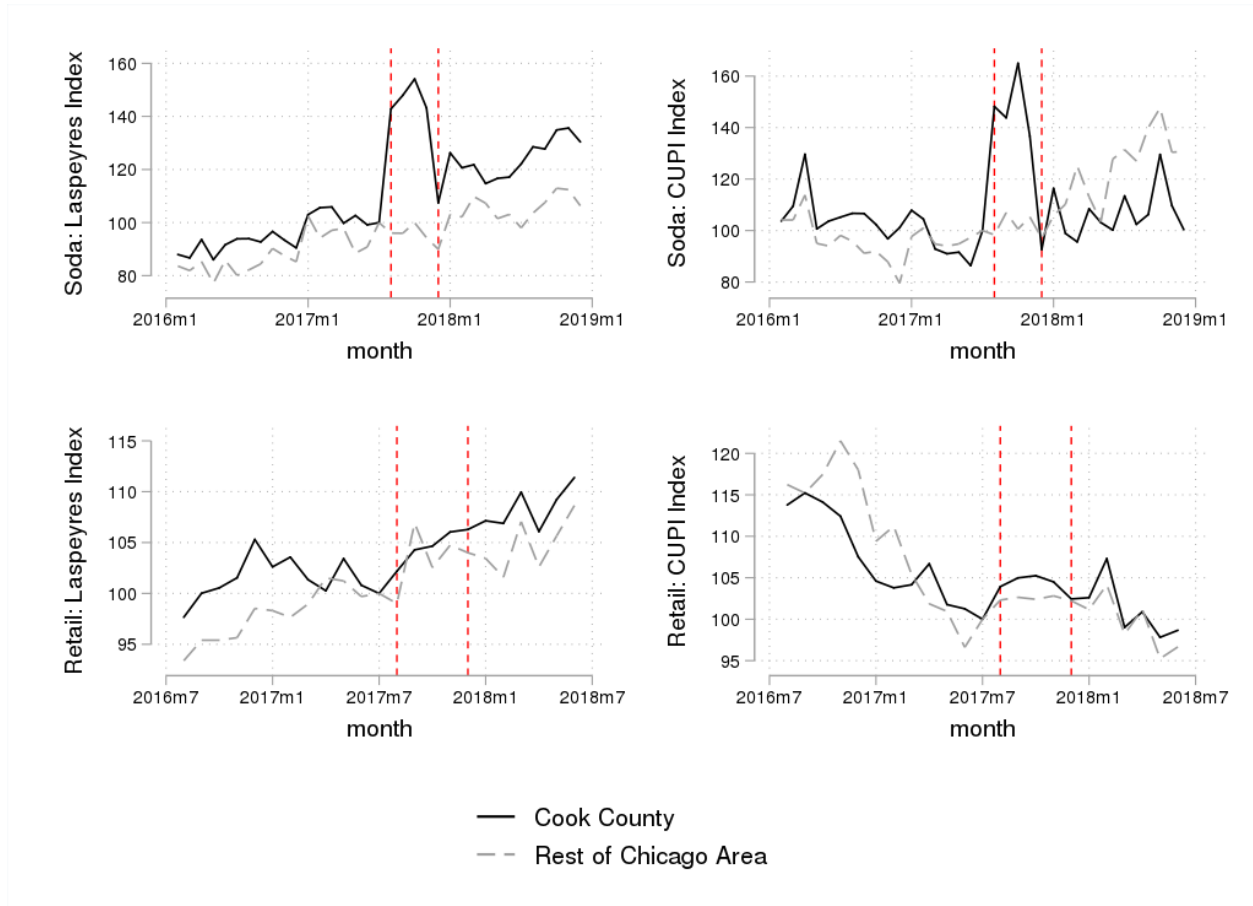 Soda: Laspeyres Index
160
140
120
100
80
2016m1 2017m1 2018m1 2019m1
month
Soda: CUPI Index
160
140
120
100
80
2016m1 2017m1 2018m1 2019m1
month
Retail: Laspeyres Index
115
110
105
100
95
2016m7 2017m1 2017m7 2018m1 2018m7
month
Retail: CUPI Index
120
115
110
105
100
95
2016m7 2017m1 2017m7 2018m1 2018m7
month
Cook County
Rest of Chicago Area